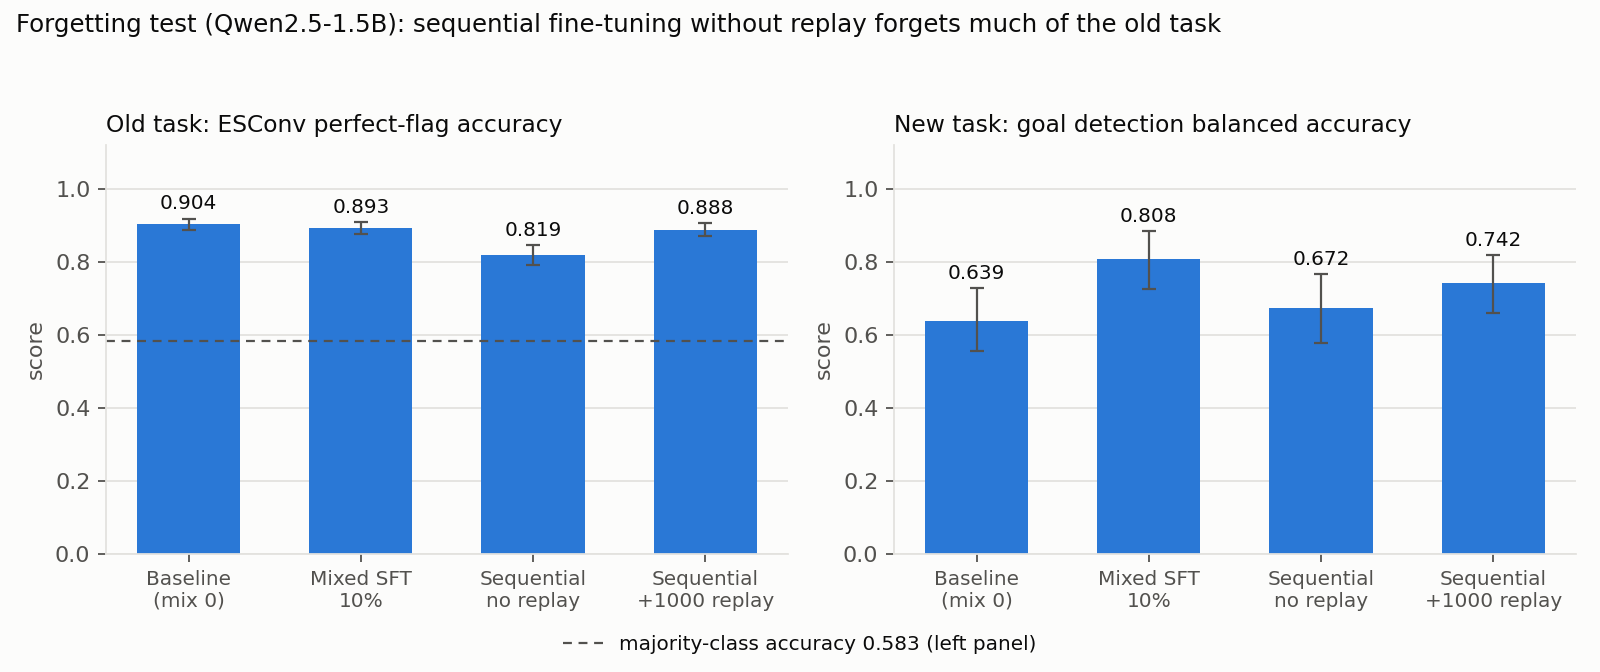 Forgetting test (Qwen2.5-1.5B): sequential fine-tuning without replay forgets much of the old task
Old task: ESConv perfect-flag accuracy
score
1.0
0.8
0.6
0.4
0.2
0.0
0.904
0.893
0.819
0.888
Baseline
(mix 0)
Mixed SFT
10%
Sequential
no replay
Sequential
+1000 replay
New task: goal detection balanced accuracy
score
1.0
0.8
0.6
0.4
0.2
0.0
0.639
0.808
0.672
0.742
Baseline
(mix 0)
Mixed SFT
10%
Sequential
no replay
Sequential
+1000 replay
majority-class accuracy 0.583 (left panel)